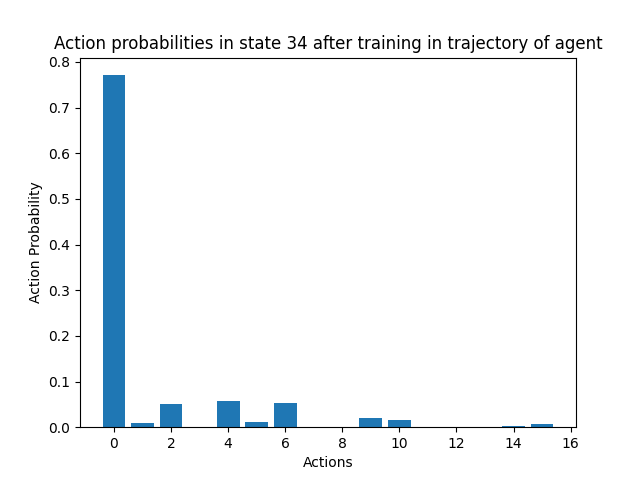 Action probabilities in state 34 after training in trajectory of agent
0.8
0.7
0.6
0.5
0.4
0.3
0.2
0.1
0.0
Action Probability
0 2 4 6 8 10 12 14 16
Actions